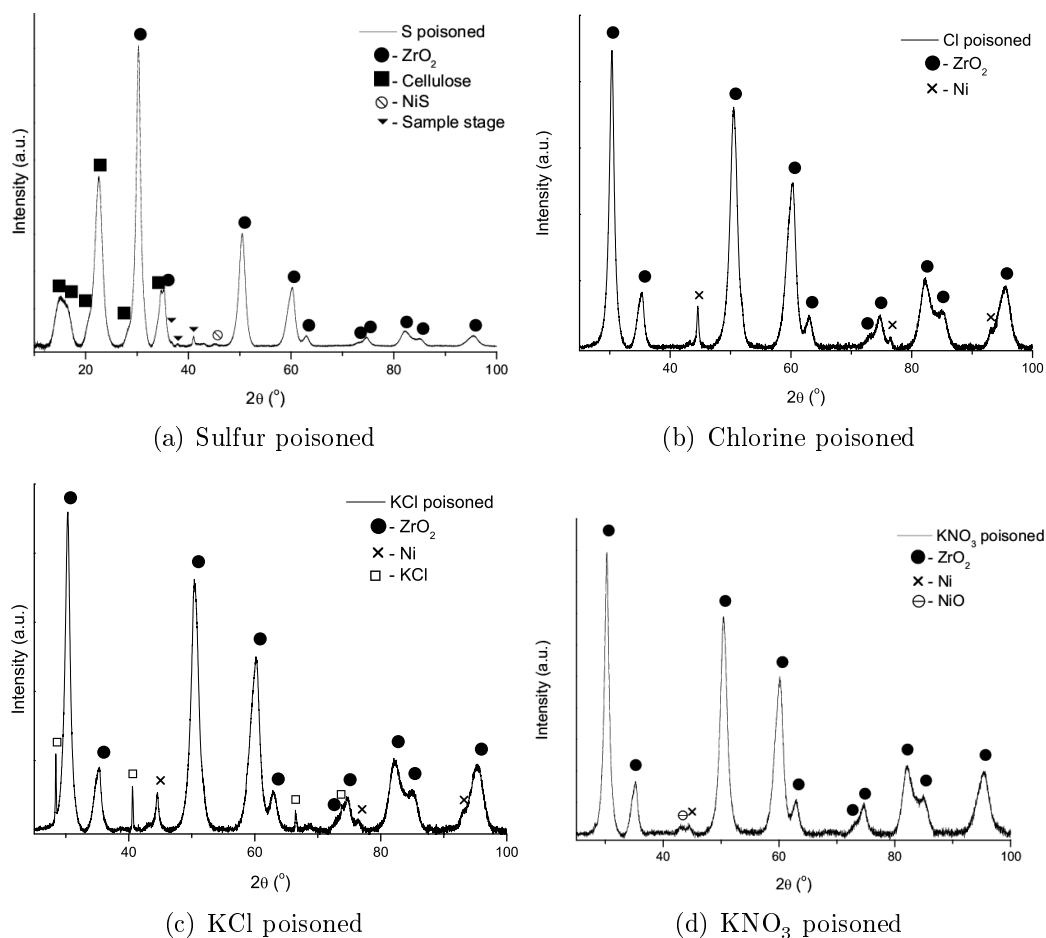 S poisoned
- ZrO₂
- Cellulose
- NiS
- Sample stage
Intensity (a.u.)
20 40 60 80 100
2θ (°)
(a) Sulfur poisoned
Cl poisoned
- ZrO₂
- Ni
Intensity (a.u.)
40 60 80 100
2θ (°)
(b) Chlorine poisoned
KCl poisoned
- ZrO₂
- Ni
- KCl
Intensity (a.u.)
40 60 80 100
2θ (°)
(c) KCl poisoned
KNO₃ poisoned
- ZrO₂
- Ni
- NiO
Intensity (a.u.)
40 60 80 100
2θ (°)
(d) KNO₃ poisoned